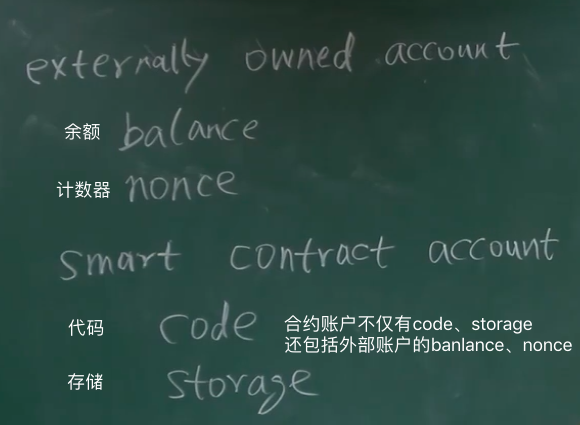 externally owned account
余额 balance
计数器 nonce
smart contract account
代码 code 合约账户不仅有code、storage
还包括外部账户的banlance、nonce
存储 storage